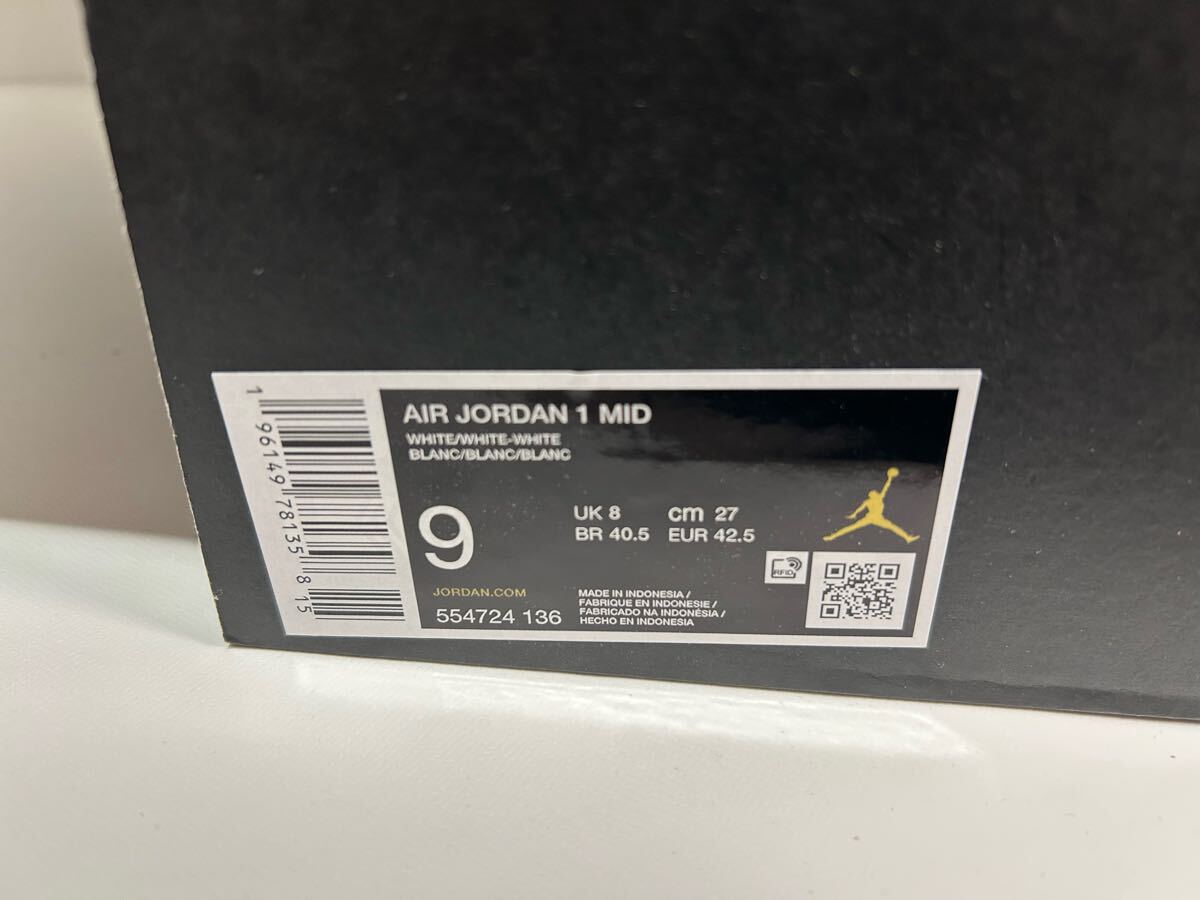 AIR JORDAN 1 MID
WHITE/WHITE-WHITE
BLANC/BLANC/BLANC
9
UK 8 cm 27
BR 40.5 EUR 42.5
RFID
JORDAN.COM
554724 136
MADE IN INDONESIA /
FABRIQUE EN INDONESIE /
FABRICADO NA INDONÉSIA /
HECHO EN INDONESIA
1 96149 78135 8 15